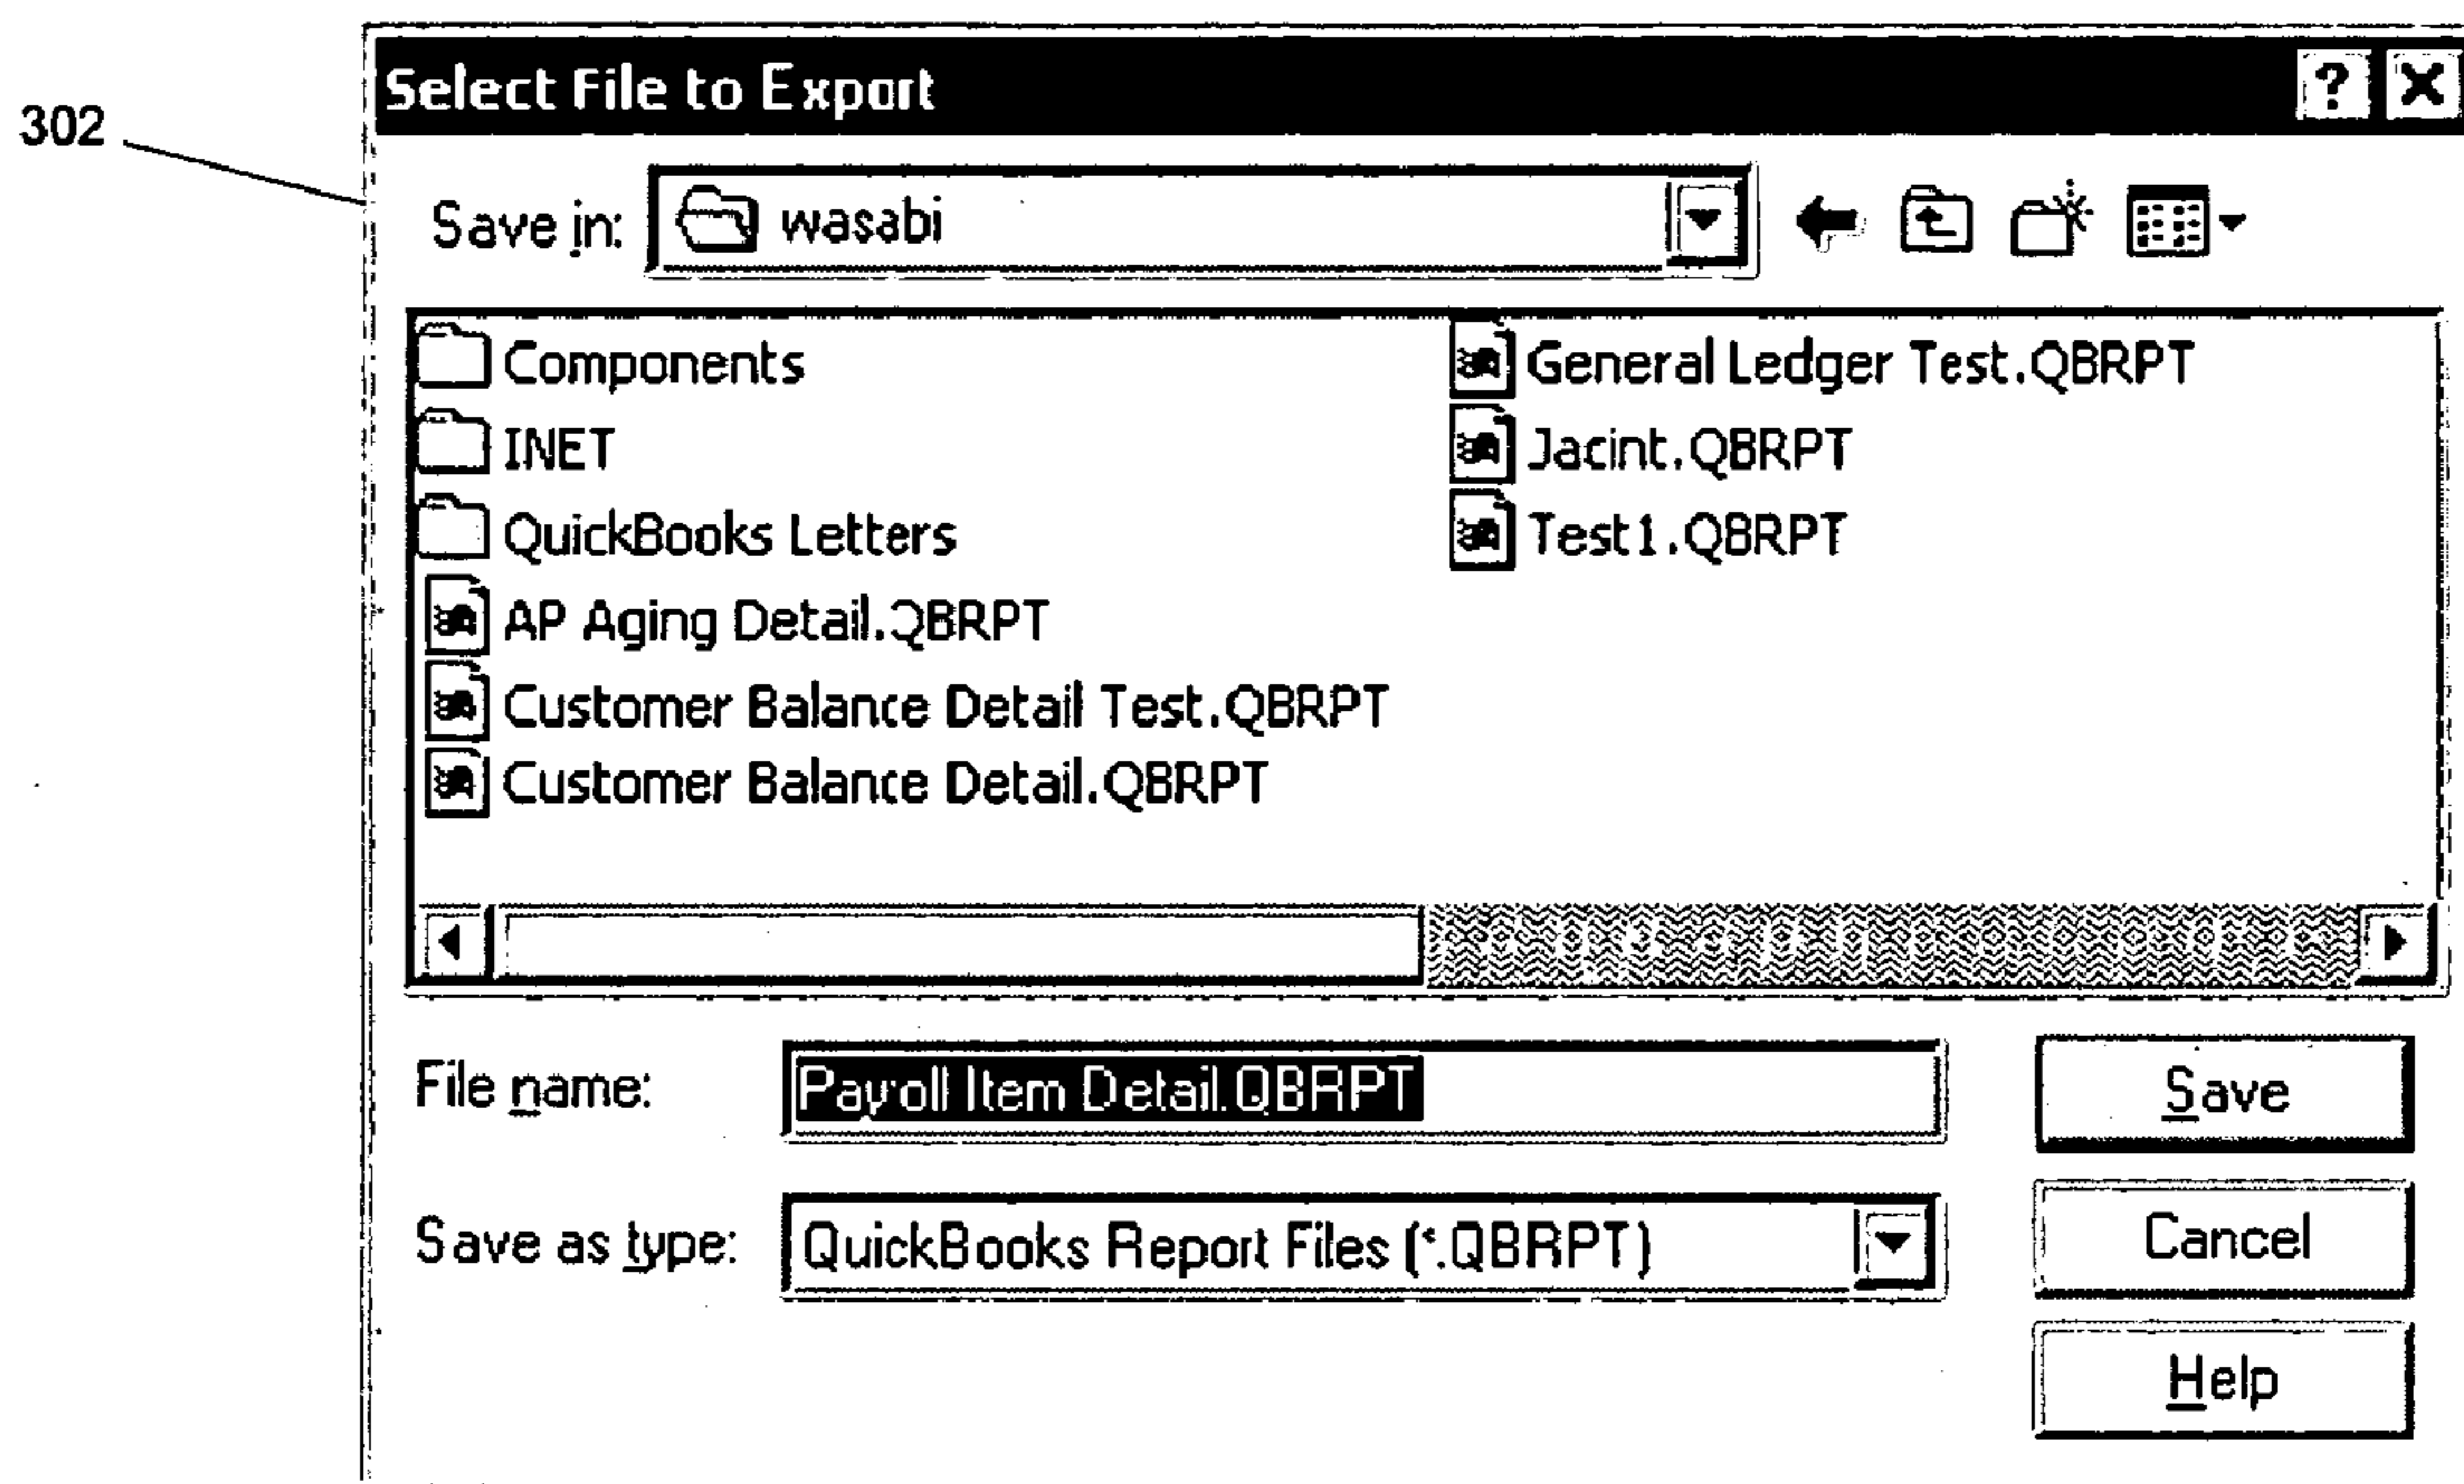 302
Select File to Export
Save in: wasabi
Components
INET
QuickBooks Letters
AP Aging Detail.QBRPT
Customer Balance Detail Test.QBRPT
Customer Balance Detail.QBRPT
General Ledger Test.QBRPT
Jacint.QBRPT
Test1.QBRPT
File name: Payroll Item Detail.QBRPT
Save
Save as type: QuickBooks Report Files (*.QBRPT)
Cancel
Help